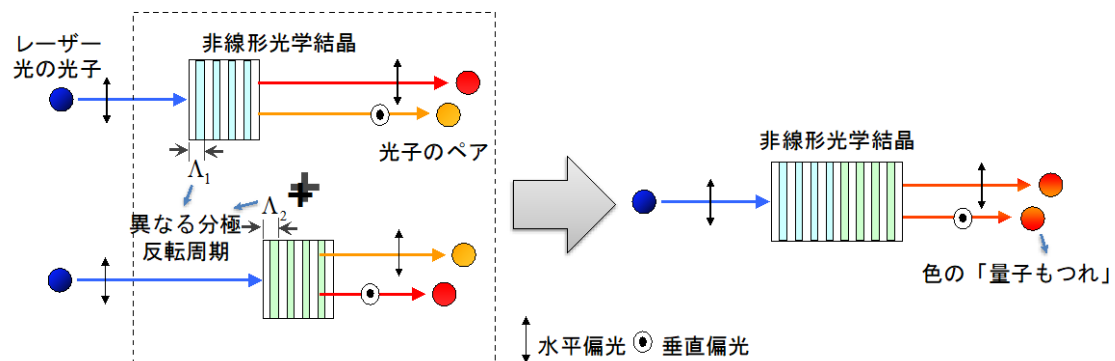 レーザー
光の光子
非線形光学結晶
光子のペア
Λ1
Λ2
異なる分極
反転周期
非線形光学結晶
色の「量子もつれ」
水平偏光
垂直偏光